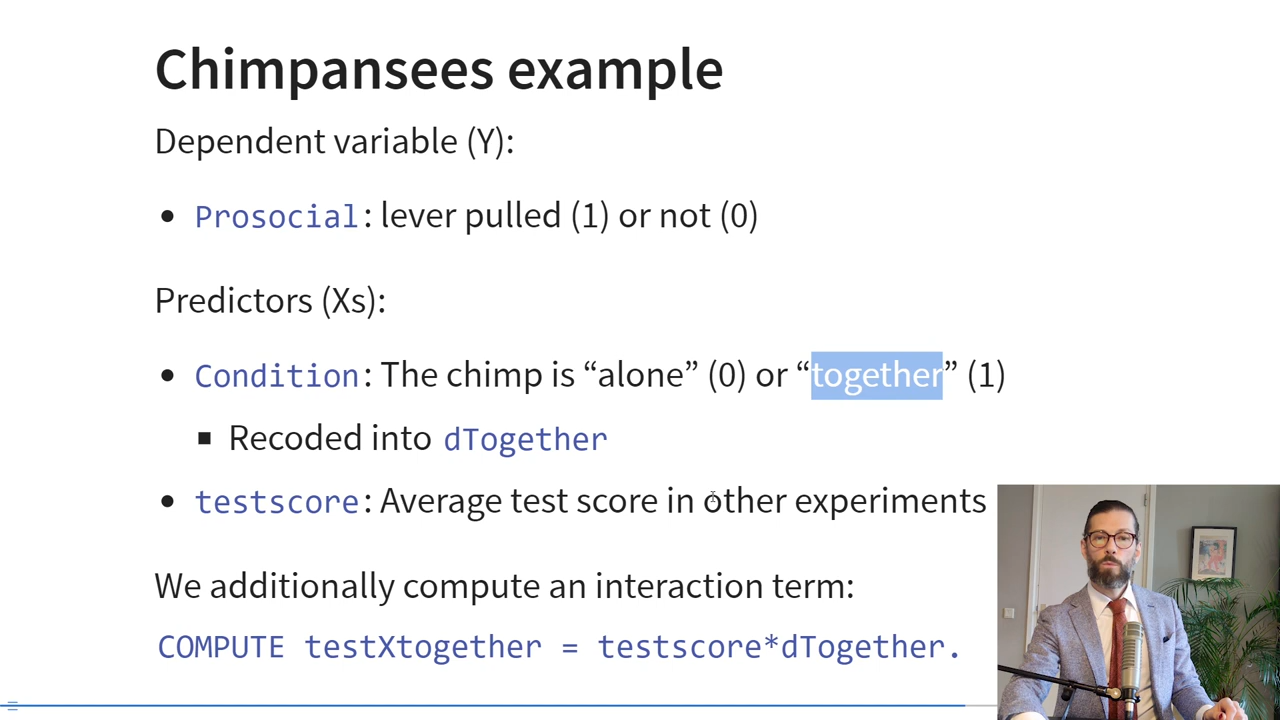 Chimpansees example
Dependent variable (Y):
• Prosocial: lever pulled (1) or not (0)
Predictors (Xs):
• Condition: The chimp is “alone” (0) or “together” (1)
▪ Recoded into dTogether
• testscore: Average test score in other experiments
We additionally compute an interaction term:
COMPUTE testXtogether = testscore*dTogether.